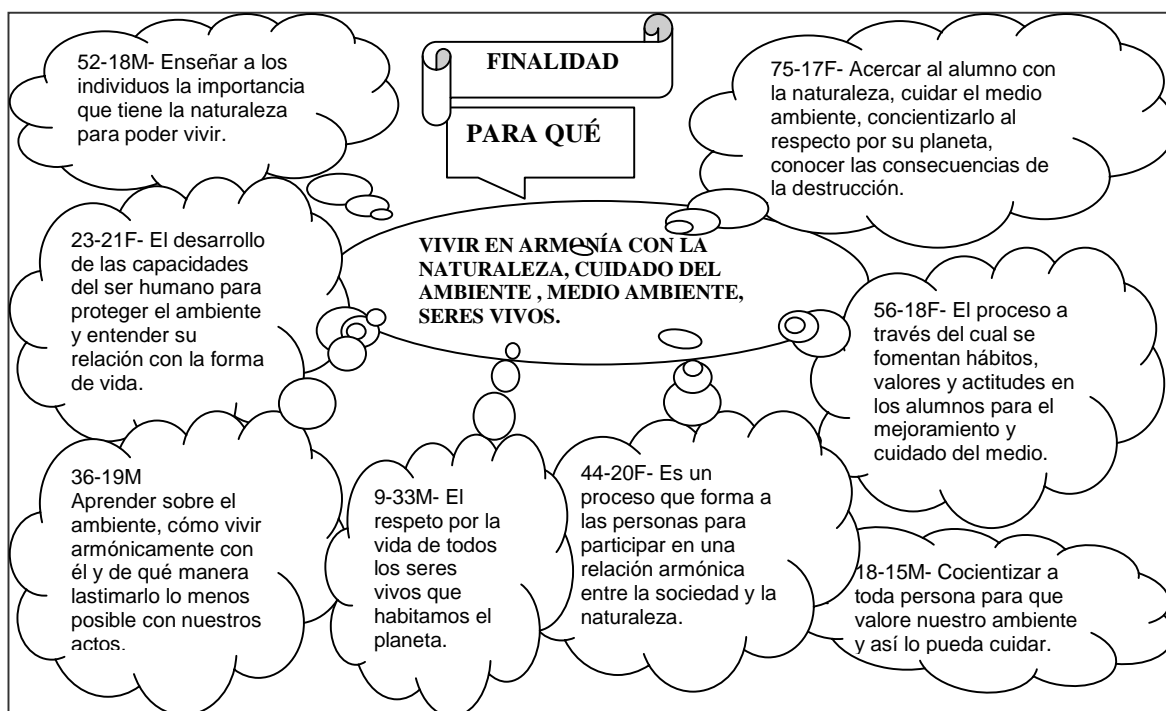 FINALIDAD
PARA QUÉ
52-18M- Enseñar a los
individuos la importancia
que tiene la naturaleza
para poder vivir.
75-17F- Acercar al alumno con
la naturaleza, cuidar el medio
ambiente, concientizarlo al
respecto por su planeta,
conocer las consecuencias de
la destrucción.
23-21F- El desarrollo
de las capacidades
del ser humano para
proteger el ambiente
y entender su
relación con la forma
de vida.
VIVIR EN ARMONÍA CON LA
NATURALEZA, CUIDADO DEL
AMBIENTE , MEDIO AMBIENTE,
SERES VIVOS.
56-18F- El proceso a
través del cual se
fomentan hábitos,
valores y actitudes en
los alumnos para el
mejoramiento y
cuidado del medio.
36-19M
Aprender sobre el
ambiente, cómo vivir
armónicamente con
él y de qué manera
lastimarlo lo menos
posible con nuestros
actos.
9-33M- El
respeto por la
vida de todos
los seres
vivos que
habitamos el
planeta.
44-20F- Es un
proceso que forma a
las personas para
participar en una
relación armónica
entre la sociedad y la
naturaleza.
18-15M- Cocientizar a
toda persona para que
valore nuestro ambiente
y así lo pueda cuidar.